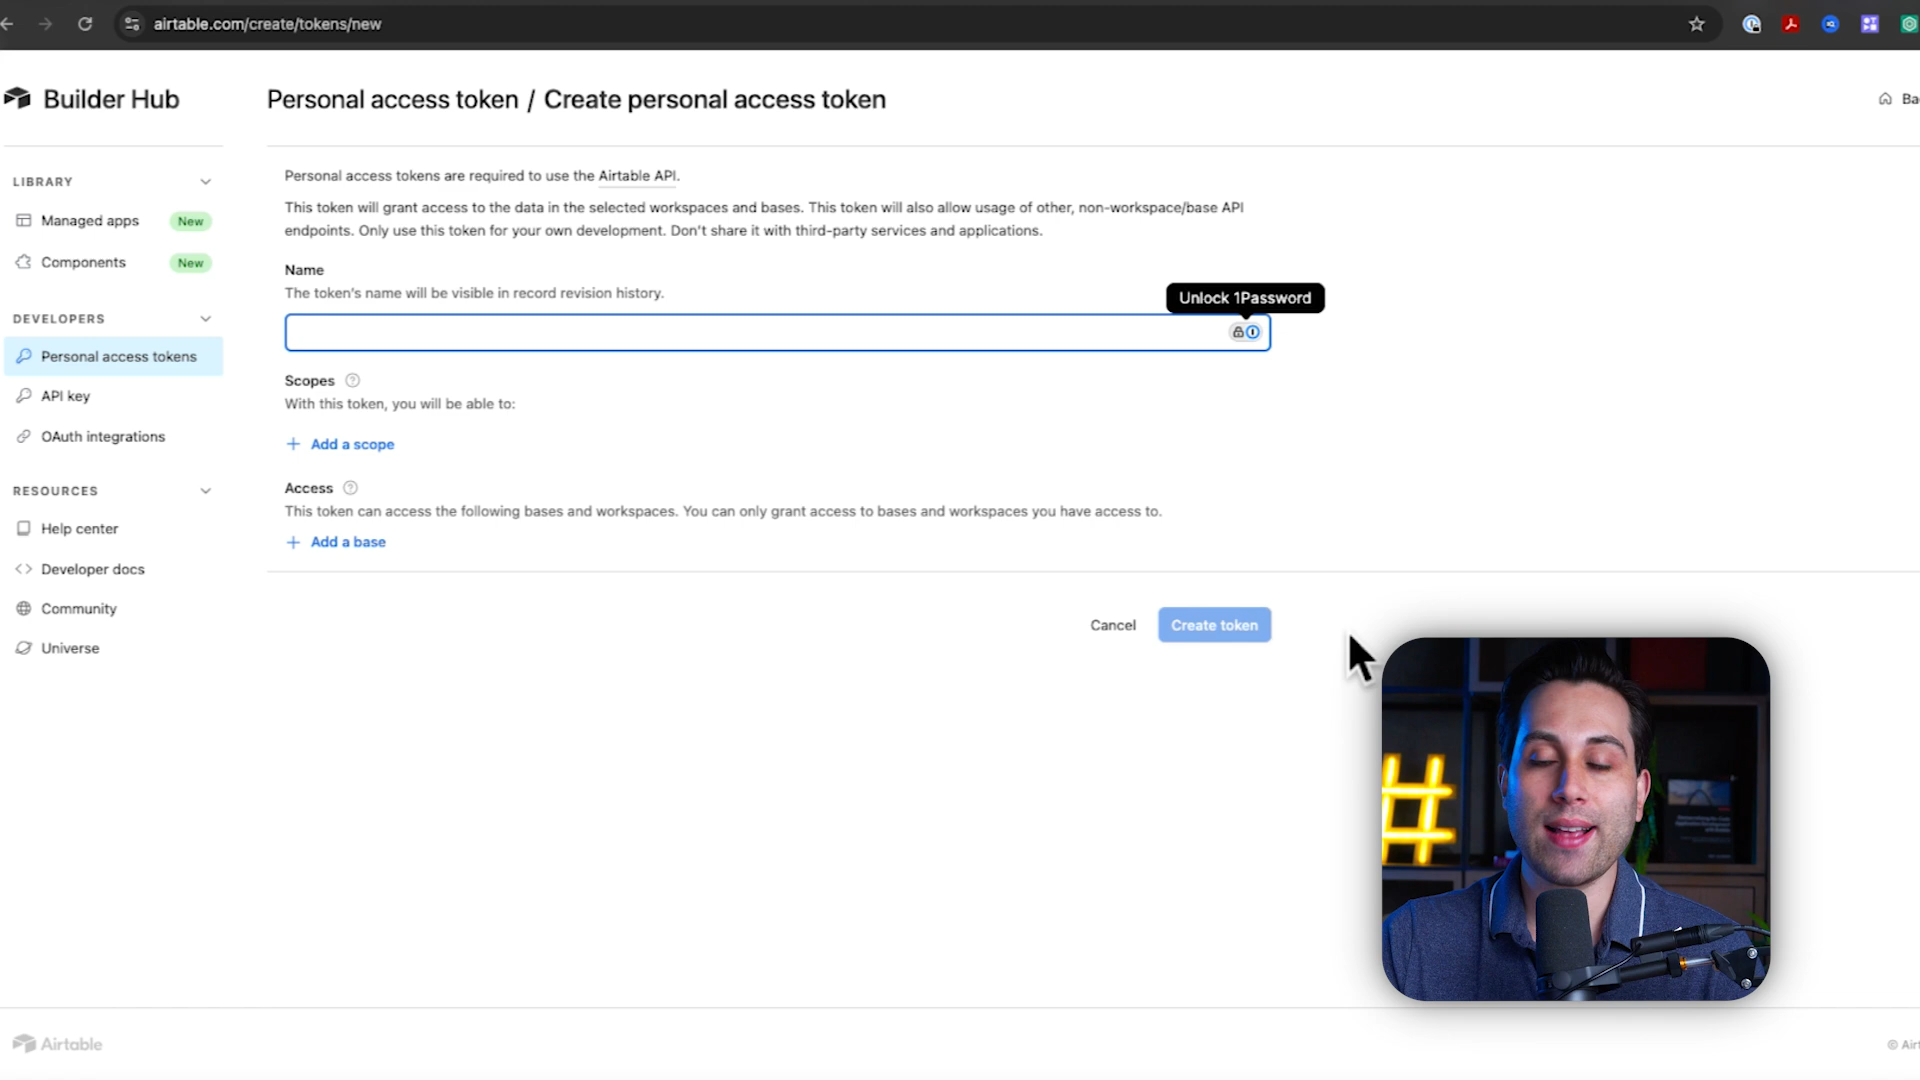 airtable.com/create/tokens/new
Builder Hub
Personal access token / Create personal access token
Ba
LIBRARY
Managed apps New
Components New
DEVELOPERS
Personal access tokens
API key
OAuth integrations
RESOURCES
Help center
Developer docs
Community
Universe
Personal access tokens are required to use the Airtable API.
This token will grant access to the data in the selected workspaces and bases. This token will also allow usage of other, non-workspace/base API
endpoints. Only use this token for your own development. Don't share it with third-party services and applications.
Name
The token's name will be visible in record revision history.
Unlock 1Password
Scopes
With this token, you will be able to:
+ Add a scope
Access
This token can access the following bases and workspaces. You can only grant access to bases and workspaces you have access to.
+ Add a base
Cancel Create token
#
Airtable
© Airt